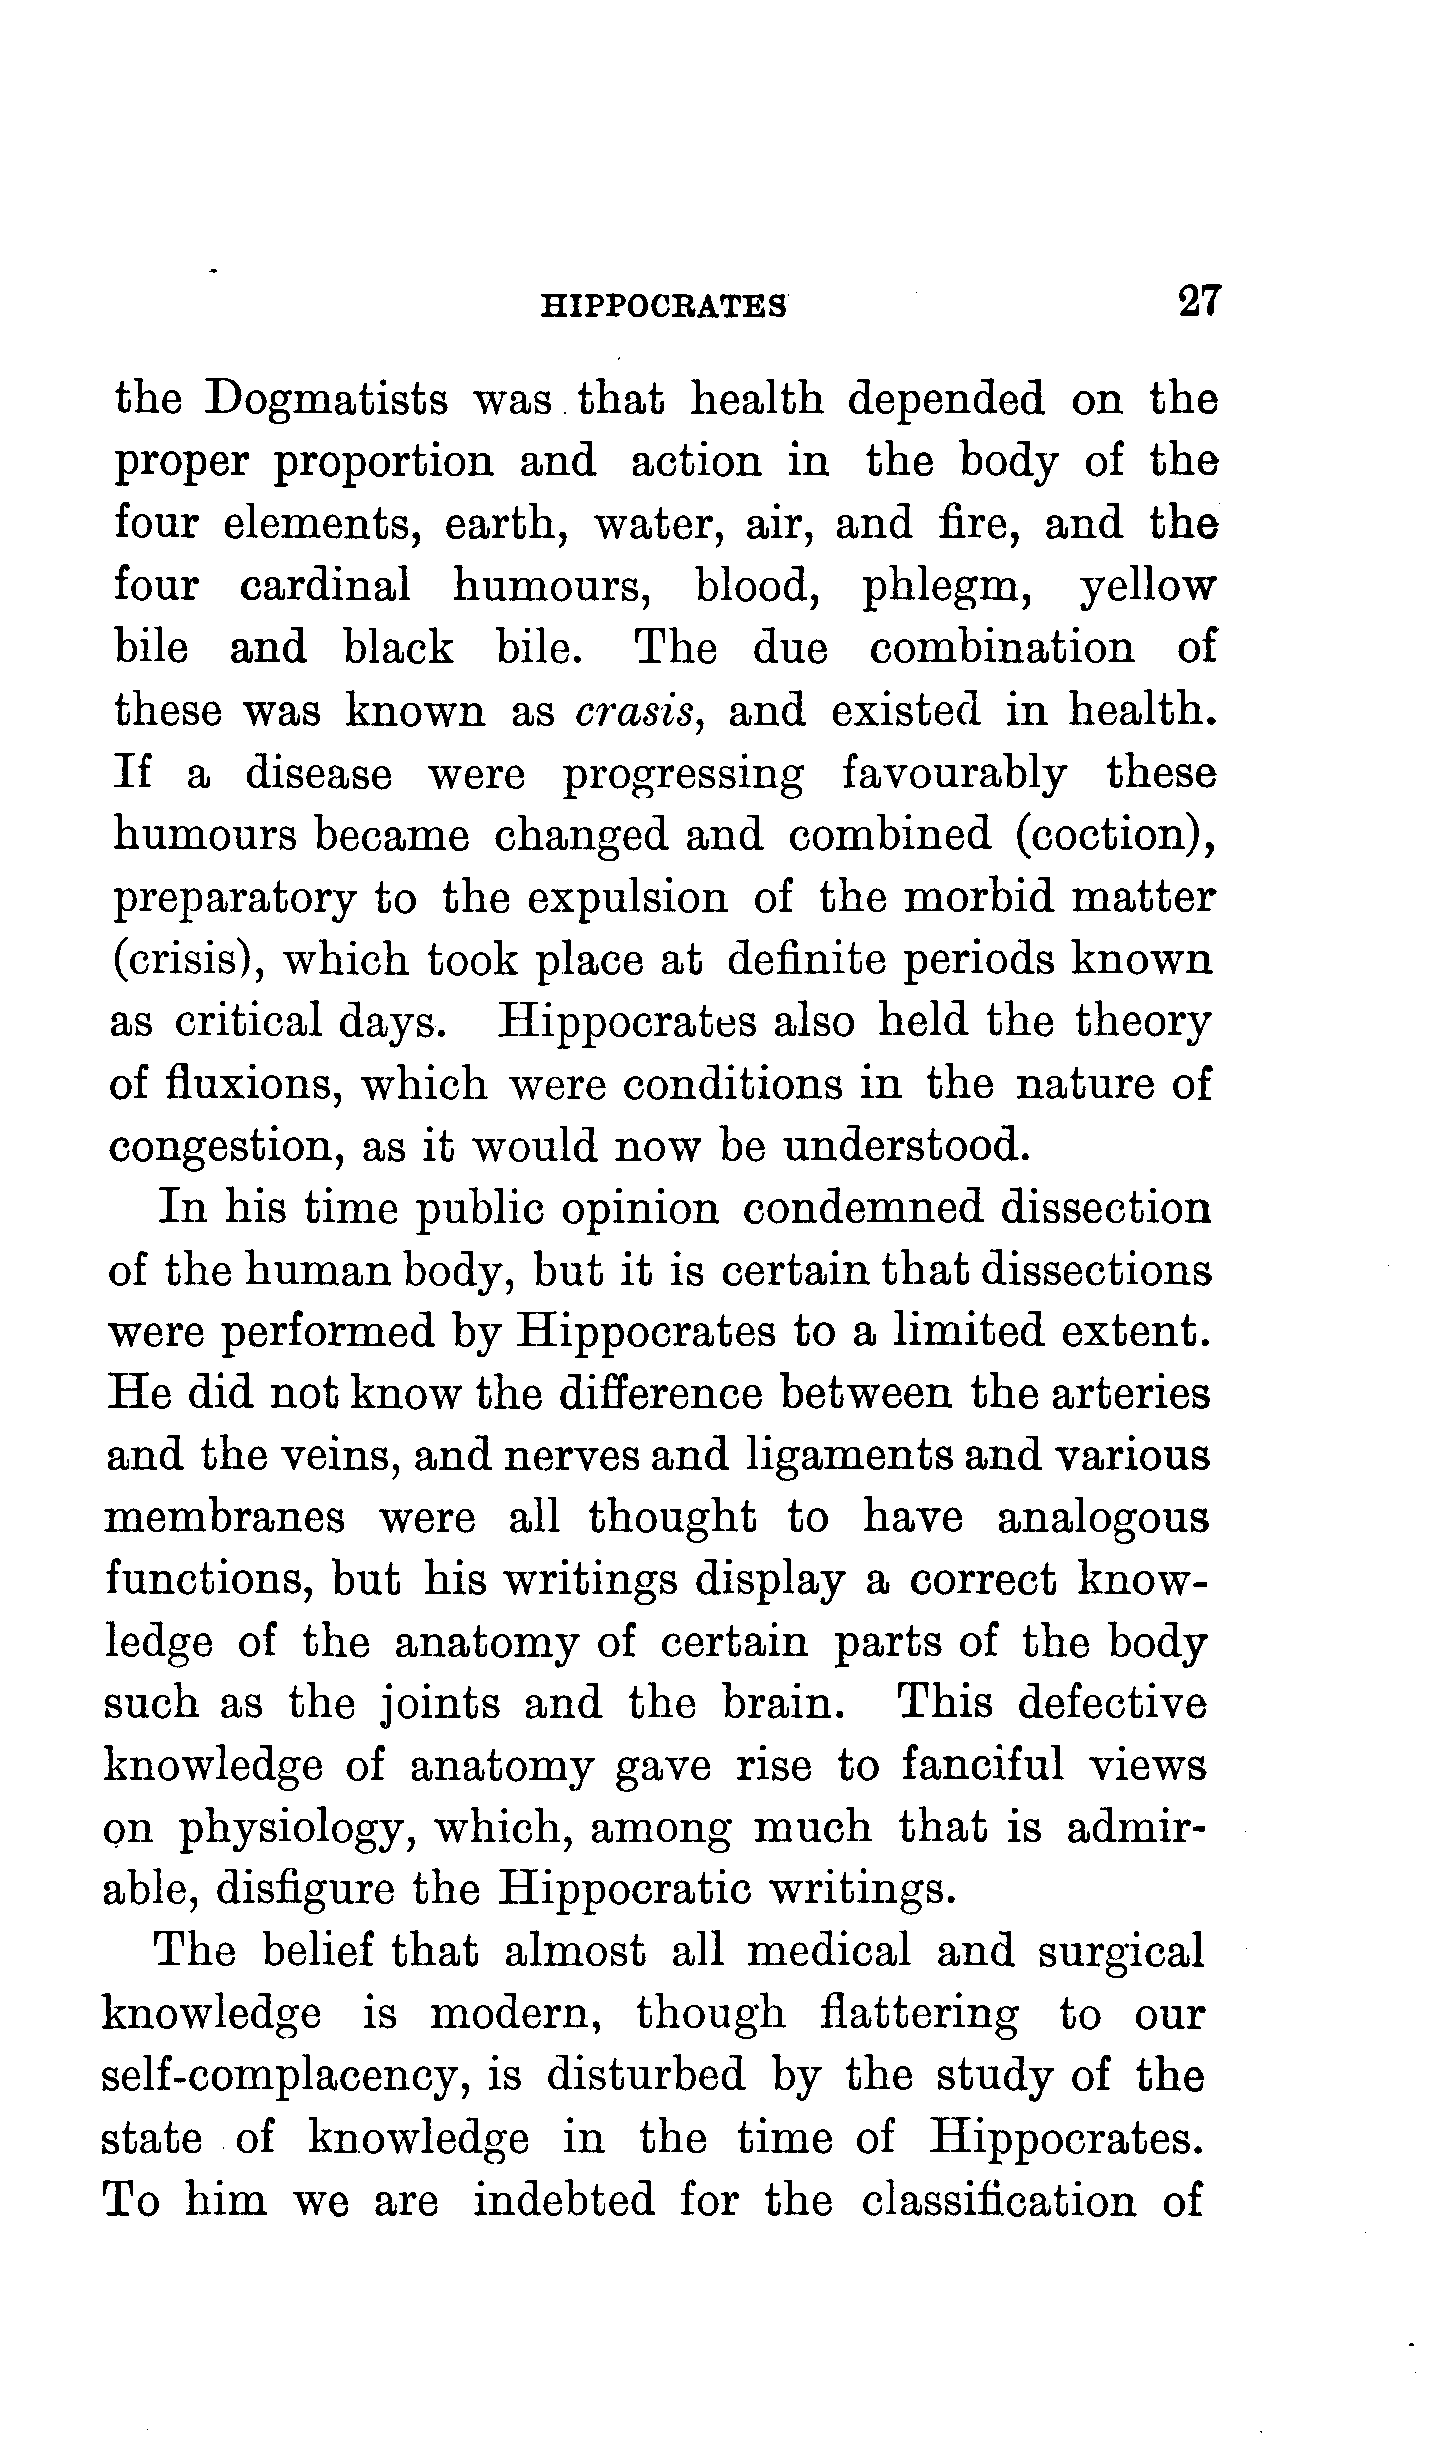 HIPPOCRATES 27
the Dogmatists was that health depended on the
proper proportion and action in the body of the
four elements, earth, water, air, and fire, and the
four cardinal humours, blood, phlegm, yellow
bile and black bile. The due combination of
these was known as crasis, and existed in health.
If a disease were progressing favourably these
humours became changed and combined (coction),
preparatory to the expulsion of the morbid matter
(crisis), which took place at definite periods known
as critical days. Hippocrates also held the theory
of fluxions, which were conditions in the nature of
congestion, as it would now be understood.
In his time public opinion condemned dissection
of the human body, but it is certain that dissections
were performed by Hippocrates to a limited extent.
He did not know the difference between the arteries
and the veins, and nerves and ligaments and various
membranes were all thought to have analogous
functions, but his writings display a correct know-
ledge of the anatomy of certain parts of the body
such as the joints and the brain. This defective
knowledge of anatomy gave rise to fanciful views
on physiology, which, among much that is admir-
able, disfigure the Hippocratic writings.
The belief that almost all medical and surgical
knowledge is modern, though flattering to our
self-complacency, is disturbed by the study of the
state of knowledge in the time of Hippocrates.
To him we are indebted for the classification of